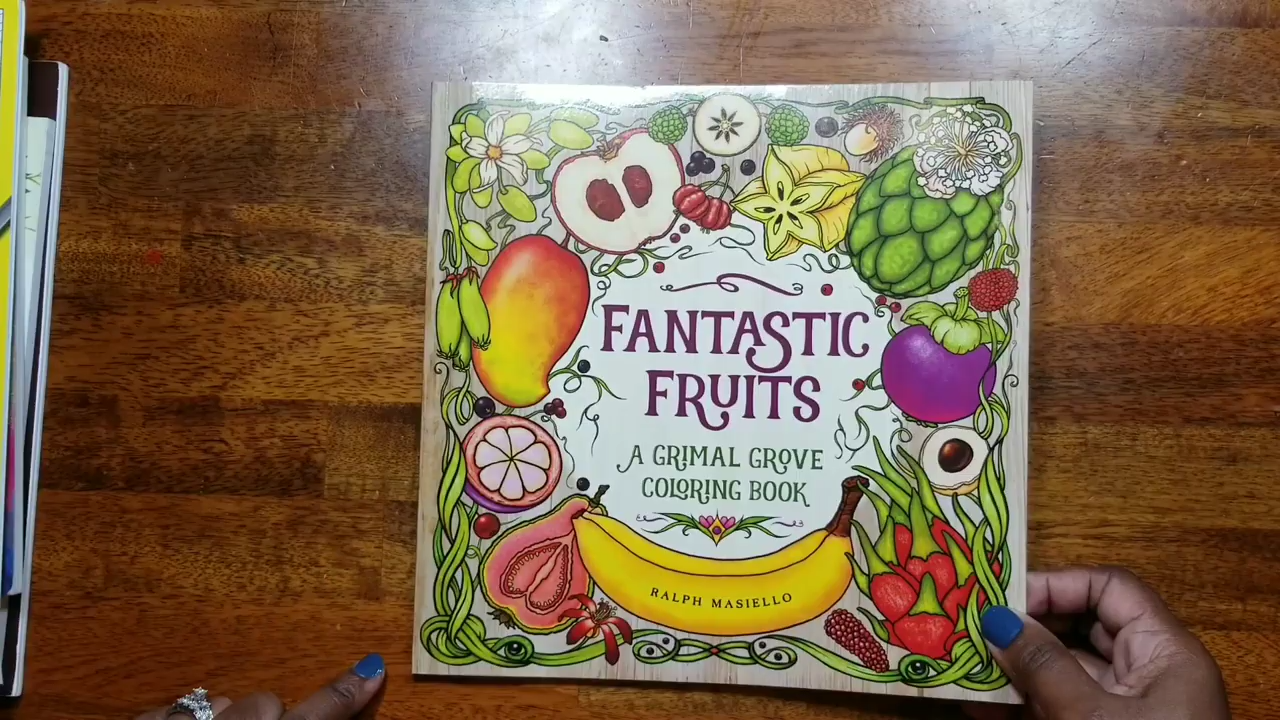 FANTASTIC
FRUITS
A GRIMAL GROVE
COLORING BOOK
RALPH MASIELLO